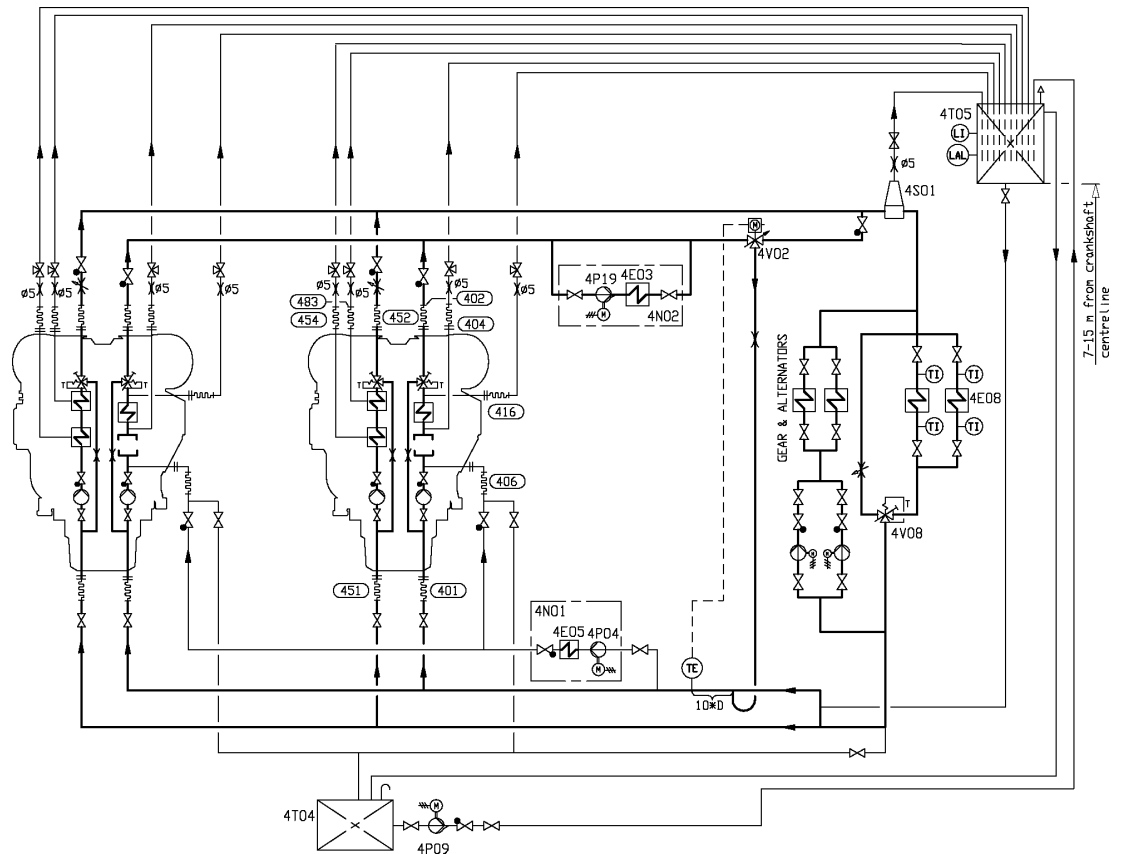 4T05
LI
LAL
ø5
4S01
7-15 m from crankshaft
centreline
M
4V02
4P19
4E03
M
4N02
ø5
ø5
ø5
ø5
ø5
ø5
ø5
ø5
483
454
452
402
404
GEAR & ALTERNATORS
TI
TI
4E08
TI
TI
T
T
T
T
416
406
T
4V08
M
M
451
401
4N01
4E05
4P04
M
TE
10*D
4T04
M
4P09